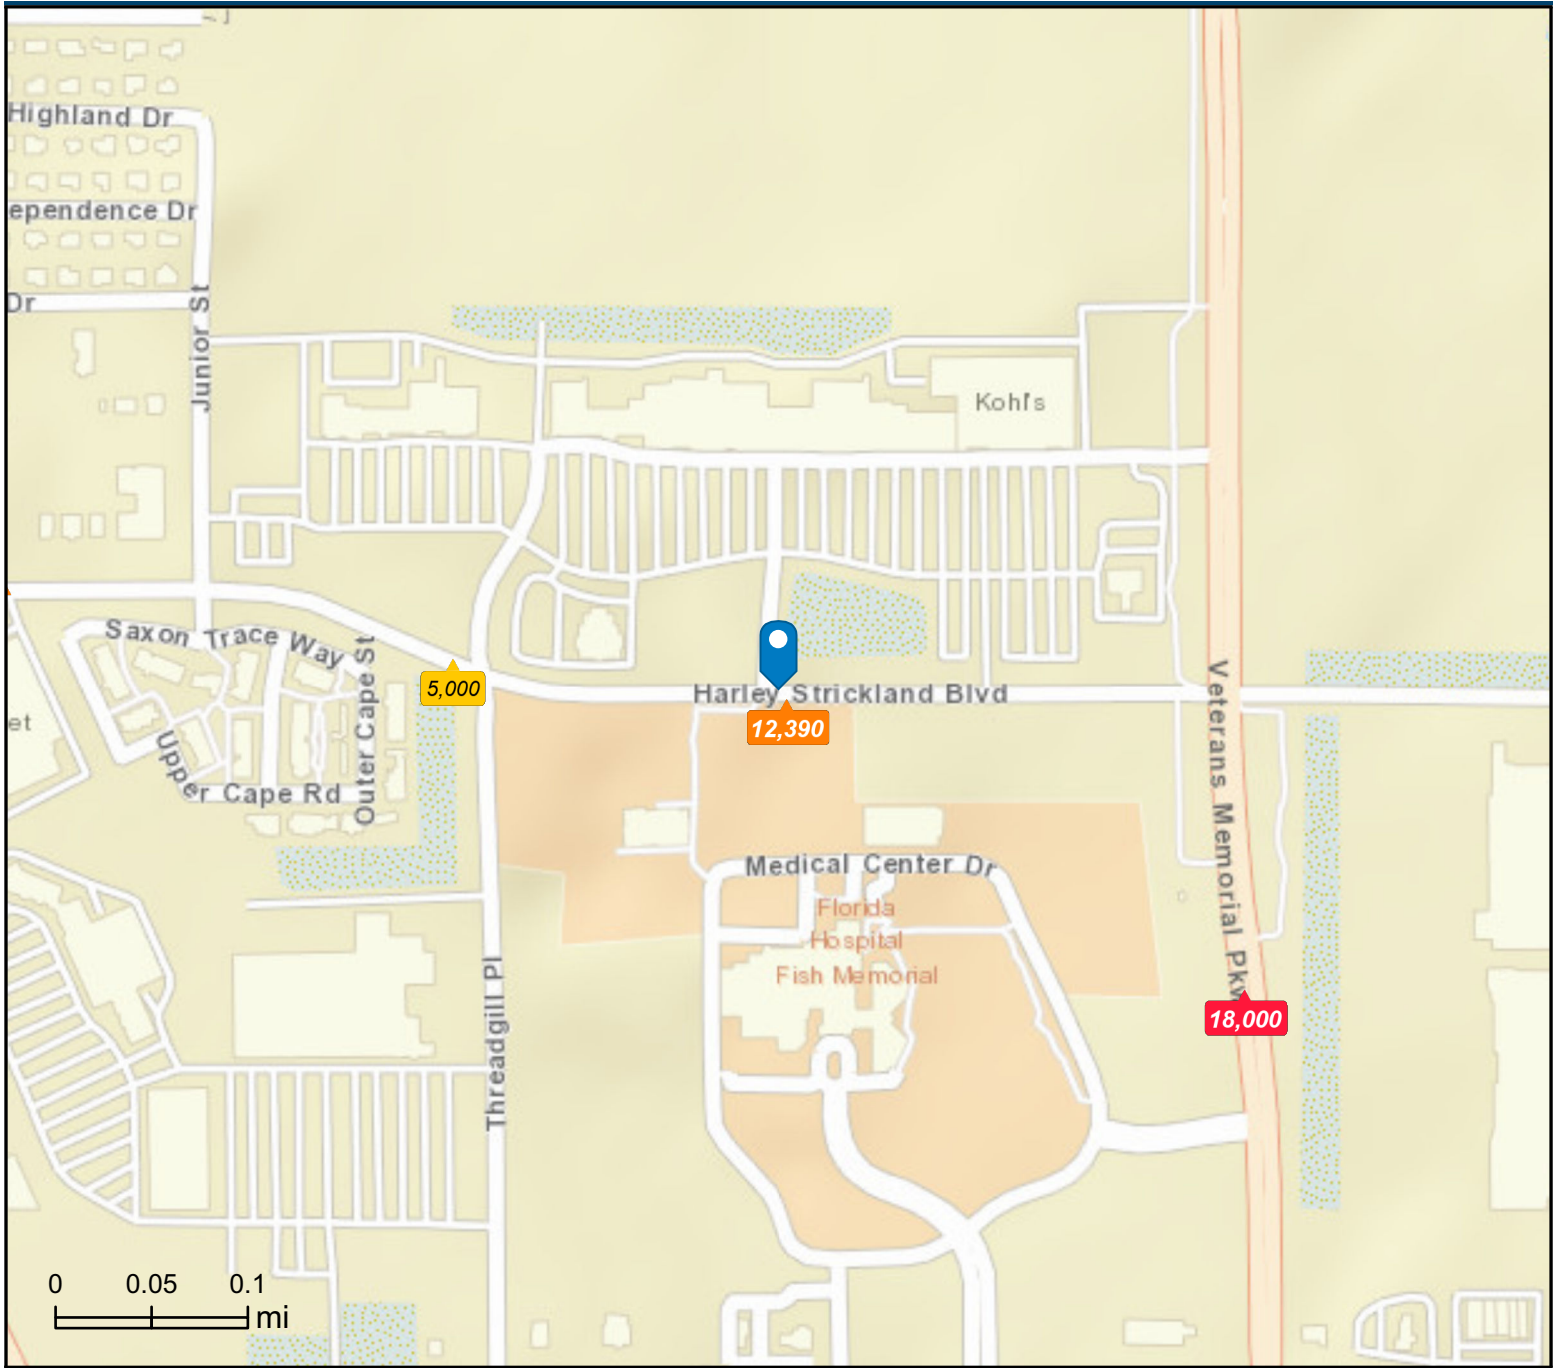 Highland Dr
ependence Dr
Dr
Junior St
Kohl's
Saxon Trace Way
Outer Cape St
Upper Cape Rd
et
5,000
Harley Strickland Blvd
12,390
Veterans Memorial Pkw
Medical Center Dr
Florida
Hospital
Fish Memorial
Threadgill Pl
18,000
0 0.05 0.1
mi